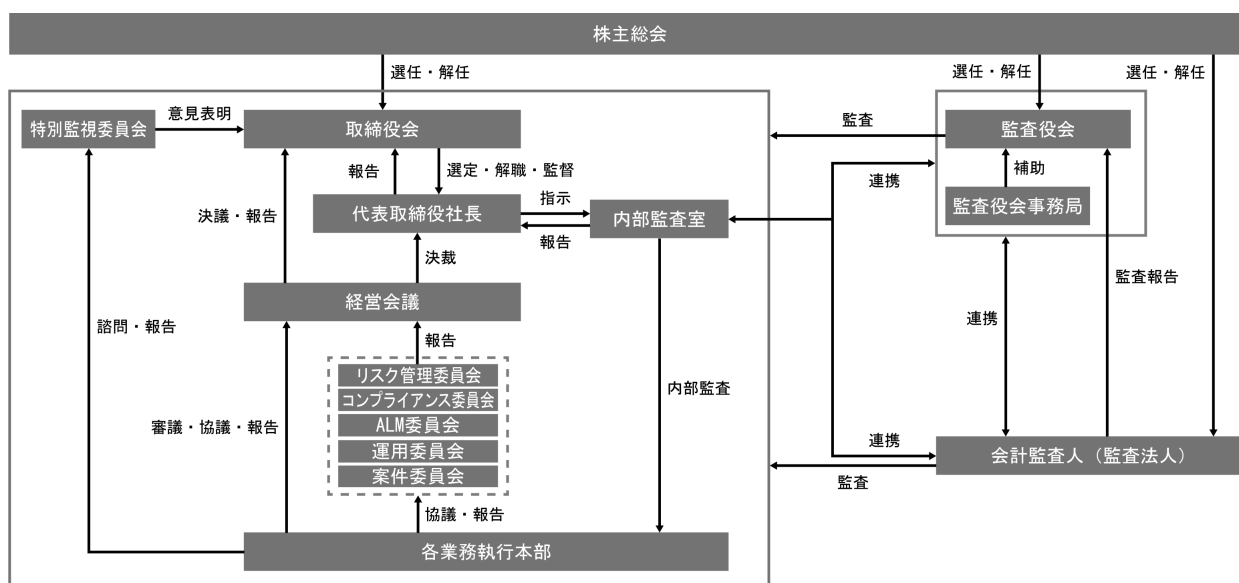 株主総会
選任・解任
選任・解任
選任・解任
特別監視委員会
意見表明
取締役会
監査
監査役会
報告
選定・解職・監督
連携
補助
決議・報告
代表取締役社長
指示
報告
内部監査室
監査役会事務局
決裁
監査報告
経営会議
諮問・報告
連携
報告
リスク管理委員会
コンプライアンス委員会
ALM委員会
運用委員会
案件委員会
内部監査
審議・協議・報告
連携
会計監査人（監査法人）
監査
協議・報告
各業務執行本部